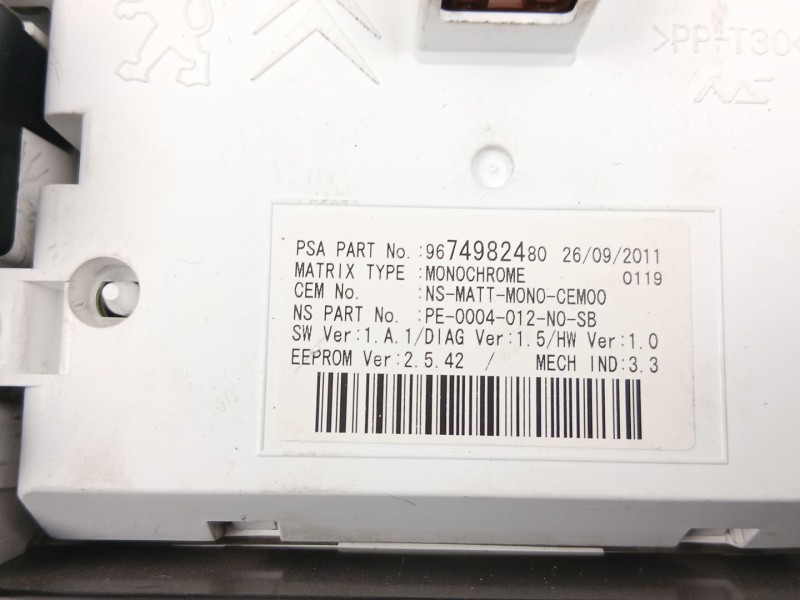 >PP-T30<
NS
PSA PART No. :9674982480 26/09/2011
MATRIX TYPE :MONOCHROME 0119
CEM No. :NS-MATT-MONO-CEM00
NS PART No. :PE-0004-012-N0-SB
SW Ver:1.A.1/DIAG Ver:1.5/HW Ver:1.0
EEPROM Ver:2.5.42 / MECH IND:3.3